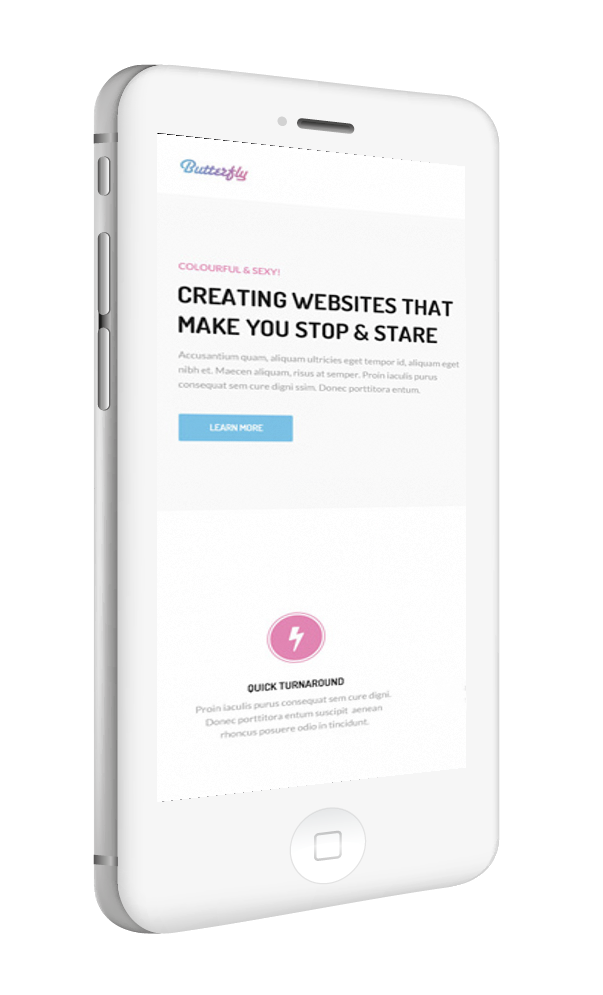 Butterfly
COLOURFUL & SEXY!
CREATING WEBSITES THAT
MAKE YOU STOP & STARE
Accusantium quam, aliquam ultricies eget tempor id, aliquam eget
nibh et. Maecen aliquam, risus at semper. Proin iaculis purus
consequat sem cure digni ssim. Donec porttitora entum.
LEARN MORE
QUICK TURNAROUND
Proin iaculis purus consequat sem cure digni.
Donec porttitora entum suscipit aenean
rhoncus posuere odio in tincidunt.